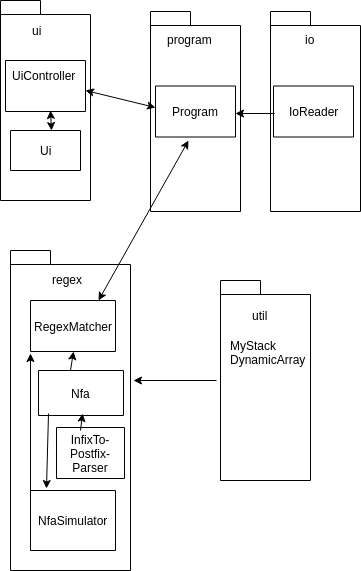 ui
program
io
UiController
Program
IoReader
Ui
regex
RegexMatcher
util
MyStack
DynamicArray
Nfa
InfixTo-
Postfix-
Parser
NfaSimulator